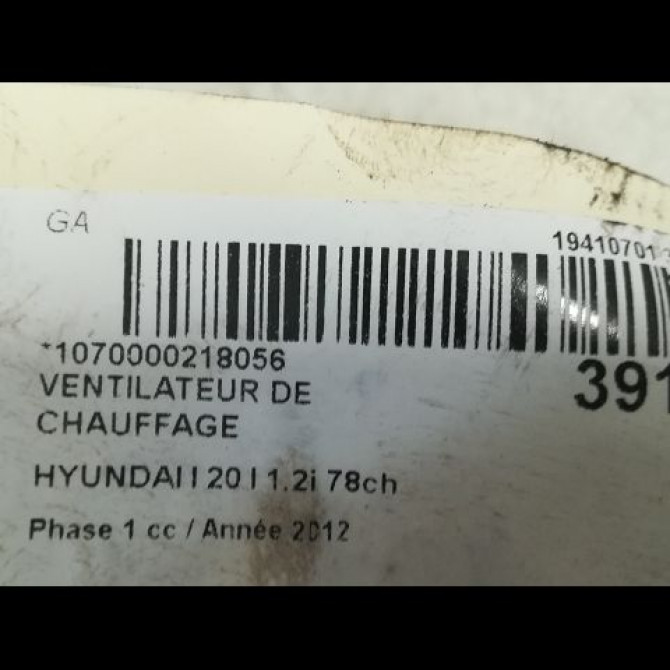 GA
19410701
*1070000218056
391
VENTILATEUR DE
CHAUFFAGE
HYUNDAI I 20 I 1.2i 78ch
Phase 1 cc / Année 2012